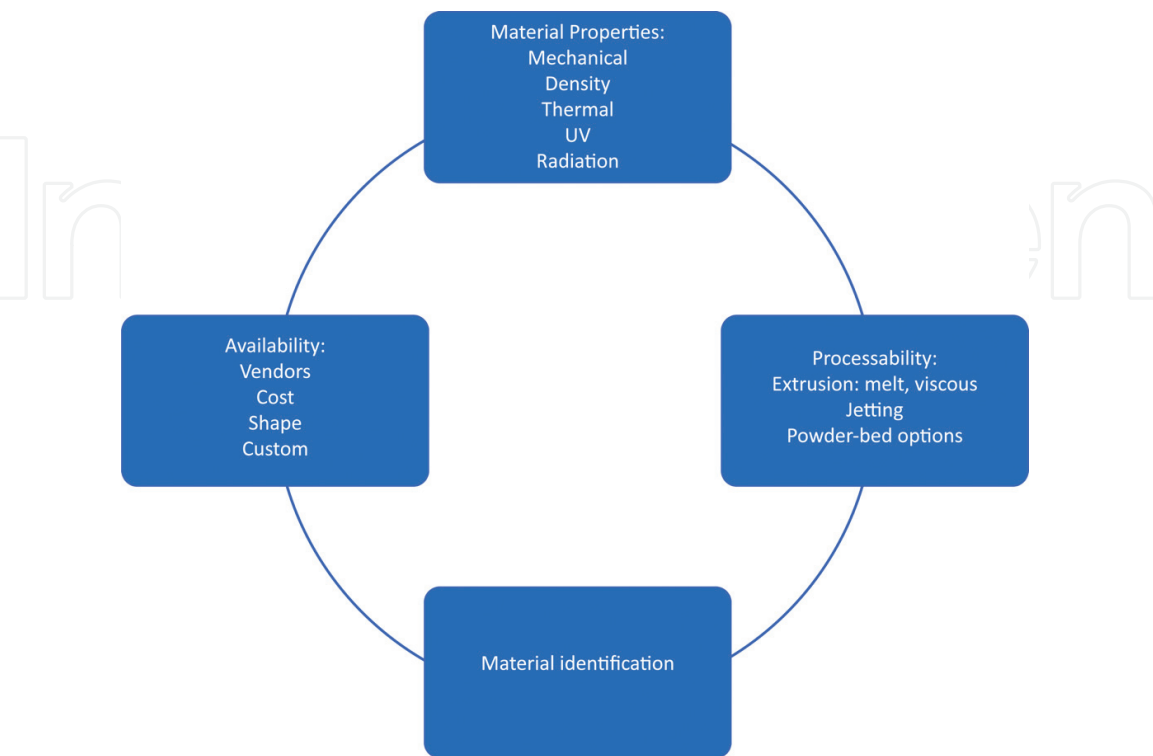 Material Properties:
Mechanical
Density
Thermal
UV
Radiation
Availability:
Vendors
Cost
Shape
Custom
Processability:
Extrusion: melt, viscous
Jetting
Powder-bed options
Material identification